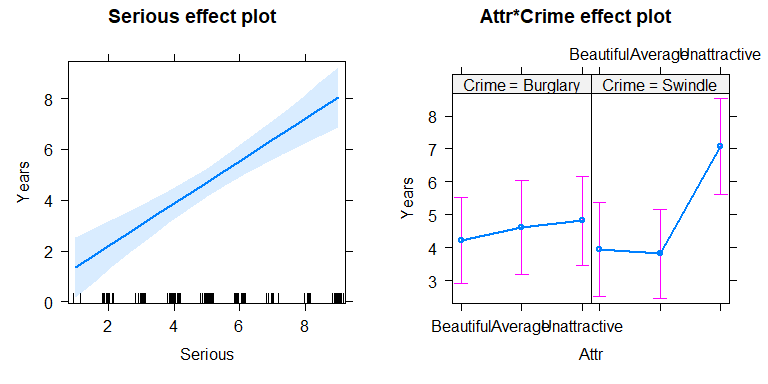 Serious effect plot
Years
8
6
4
2
0
2 4 6 8
Serious
Attr*Crime effect plot
BeautifulAverageUnattractive
Crime = Burglary Crime = Swindle
Years
8
7
6
5
4
3
BeautifulAverageUnattractive
Attr